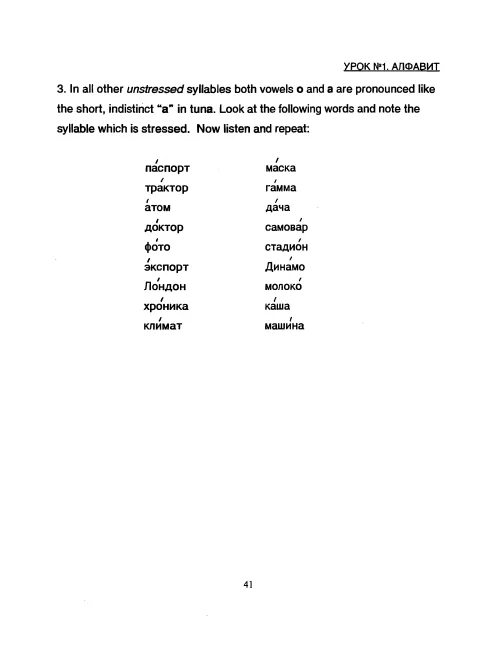 УРОК №1. АЛФАВИТ
3. In all other unstressed syllables both vowels о and а are pronounced like
the short, indistinct “a” in tuna. Look at the following words and note the
syllable which is stressed. Now listen and repeat:
па́спорт ма́ска
тра́ктор га́мма
а́том да́ча
до́ктор самова́р
фо́то стадио́н
э́кспорт Дина́мо
Ло́ндон молоко́
хро́ника ка́ша
кли́мат маши́на
41